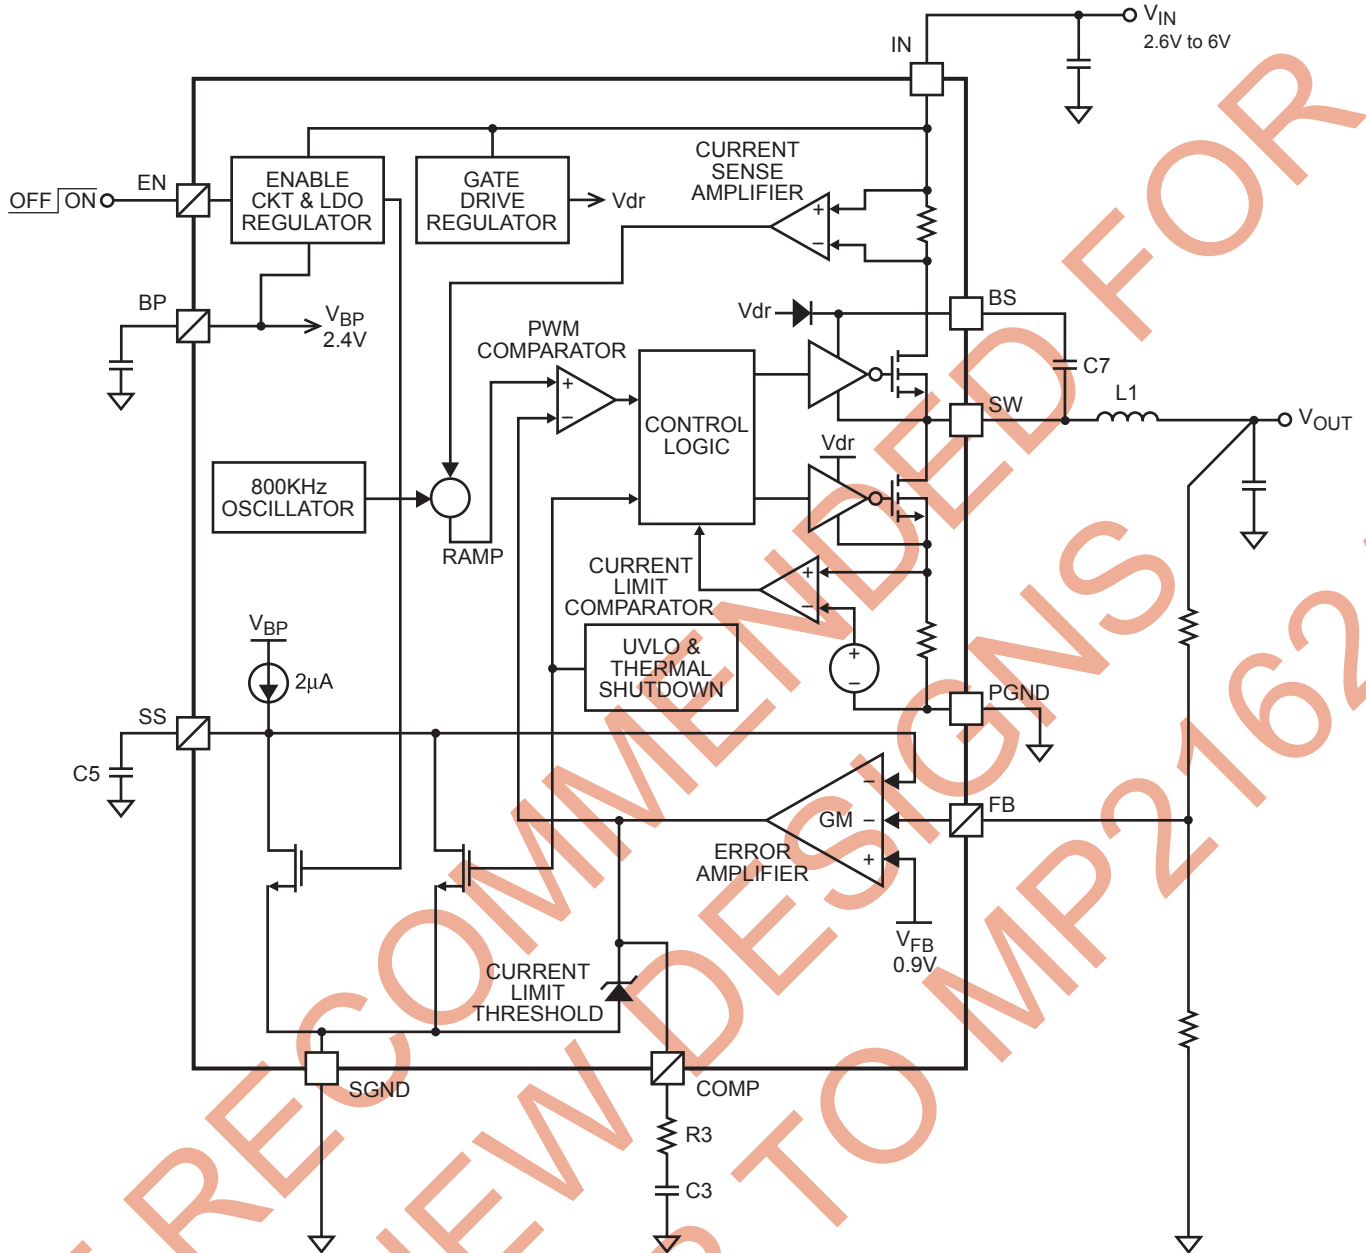 VIN
2.6V to 6V
IN
CURRENT
SENSE
AMPLIFIER
EN
OFF ON
ENABLE
CKT & LDO
REGULATOR
GATE
DRIVE
REGULATOR
Vdr
+
−
BP
VBP
2.4V
BS
Vdr
PWM
COMPARATOR
+
−
C7
L1
CONTROL
LOGIC
SW
VOUT
Vdr
800KHz
OSCILLATOR
RAMP
CURRENT
LIMIT
COMPARATOR
+
−
VBP
2μA
UVLO &
THERMAL
SHUTDOWN
+
−
PGND
SS
C5
−
GM −
+
FB
ERROR
AMPLIFIER
VFB
0.9V
CURRENT
LIMIT
THRESHOLD
SGND
COMP
R3
C3
RECOMMENDED FOR
NEW DESIGNS
TO MP2162